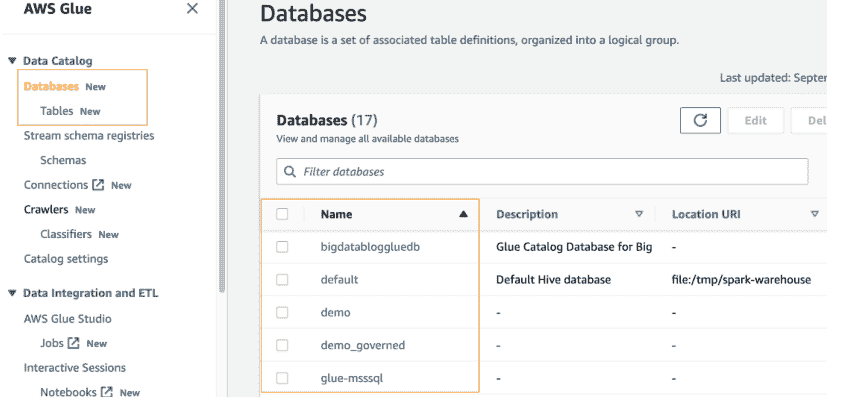 AWS Glue
Data Catalog
Databases New
Tables New
Stream schema registries
Schemas
Connections New
Crawlers New
Classifiers New
Catalog settings
Data Integration and ETL
AWS Glue Studio
Jobs New
Interactive Sessions
Notebooks New
Databases
A database is a set of associated table definitions, organized into a logical group.
Last updated: Septer
Databases (17)
View and manage all available databases
Edit
Del
Filter databases
Name Description Location URI
bigdatabloggluedb Glue Catalog Database for Big -
default Default Hive database file:/tmp/spark-warehouse
demo - -
demo_governed - -
glue-msssql - -